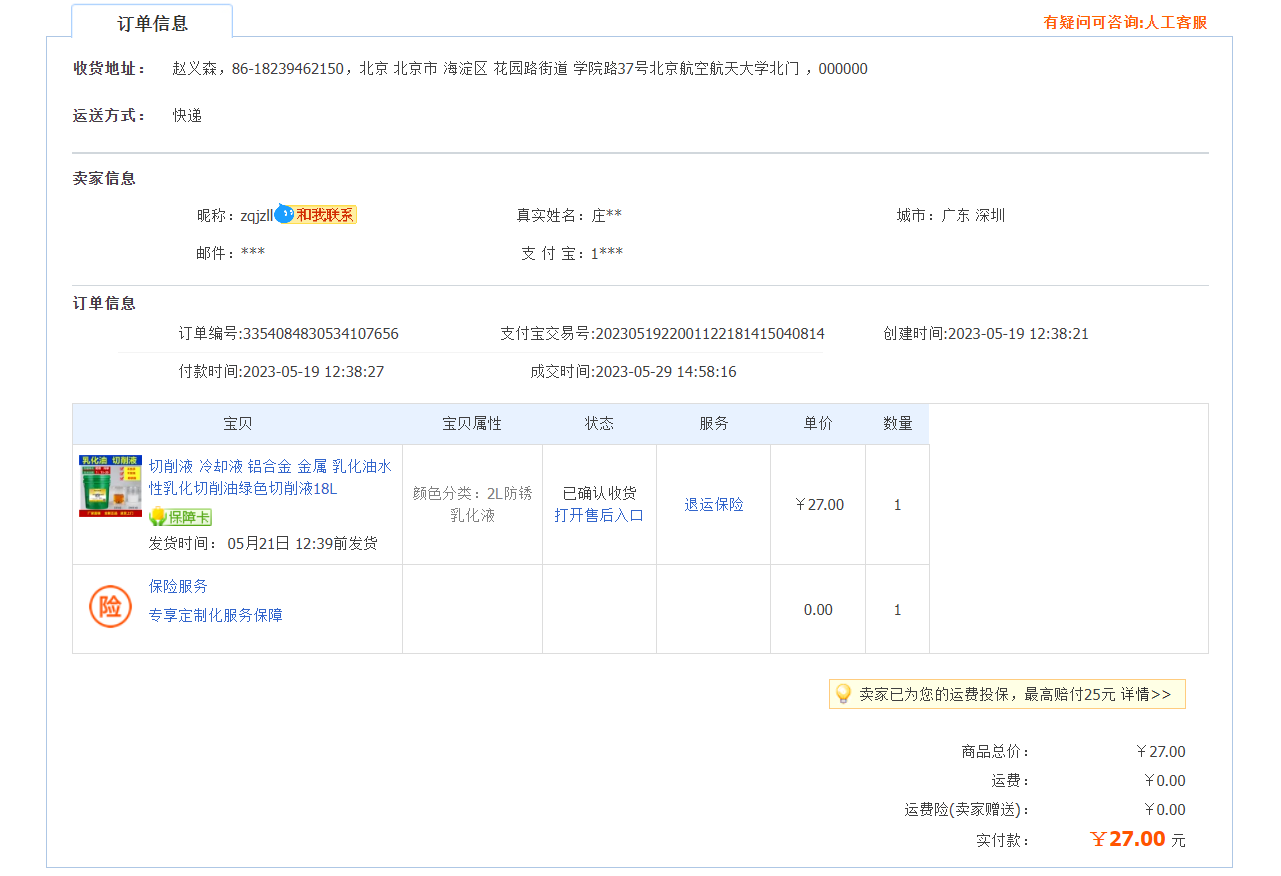 订单信息
有疑问可咨询:人工客服
收货地址： 赵义森，86-18239462150，北京 北京市 海淀区 花园路街道 学院路37号北京航空航天大学北门 ，000000
运送方式： 快递
卖家信息
昵称：zqjzll 和我联系 真实姓名：庄** 城市：广东 深圳
邮件：*** 支 付 宝：1***
订单信息
订单编号:3354084830534107656 支付宝交易号:2023051922001122181415040814 创建时间:2023-05-19 12:38:21
付款时间:2023-05-19 12:38:27 成交时间:2023-05-29 14:58:16
宝贝 宝贝属性 状态 服务 单价 数量
乳化油 切削液
切削液 冷却液 铝合金 金属 乳化油水
性乳化切削油绿色切削液18L
保障卡
发货时间： 05月21日 12:39前发货
颜色分类：2L防锈
乳化液
已确认收货
打开售后入口
退运保险
￥27.00
1
险
保险服务
专享定制化服务保障
0.00
1
卖家已为您的运费投保，最高赔付25元 详情>>
商品总价： ￥27.00
运费： ￥0.00
运费险(卖家赠送)： ￥0.00
实付款： ￥27.00 元